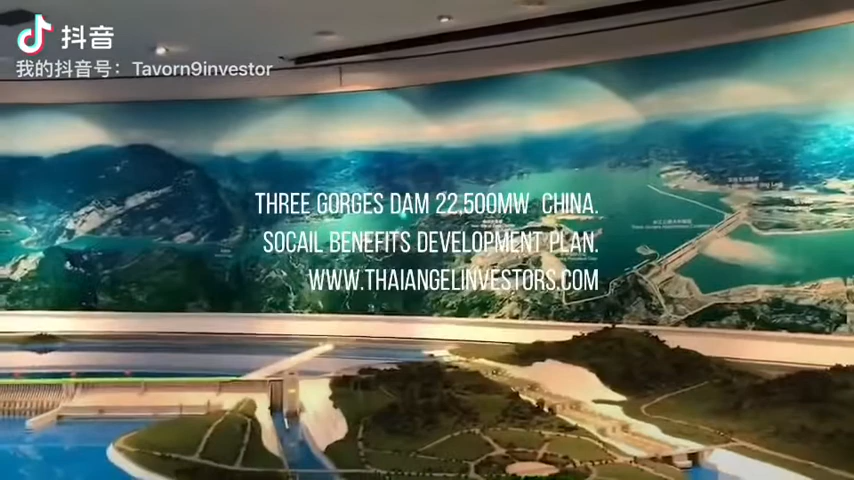 抖音
我的抖音号：Tavorn9investor
THREE GORGES DAM 22,500MW CHINA.
SOCAIL BENEFITS DEVELOPMENT PLAN.
WWW.THAIANGELINVESTORS.COM